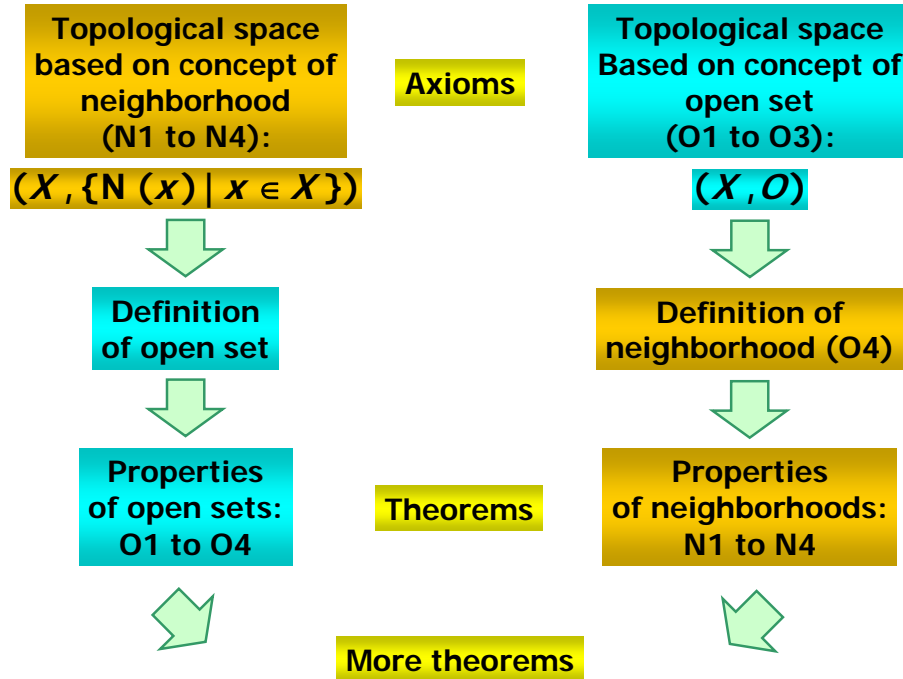 Topological space
based on concept of
neighborhood
(N1 to N4):
(X,{N (x)| x ∈ X})
Axioms
Topological space
Based on concept of
open set
(O1 to O3):
(X,O)
Definition
of open set
Definition of
neighborhood (O4)
Properties
of open sets:
O1 to O4
Theorems
Properties
of neighborhoods:
N1 to N4
More theorems